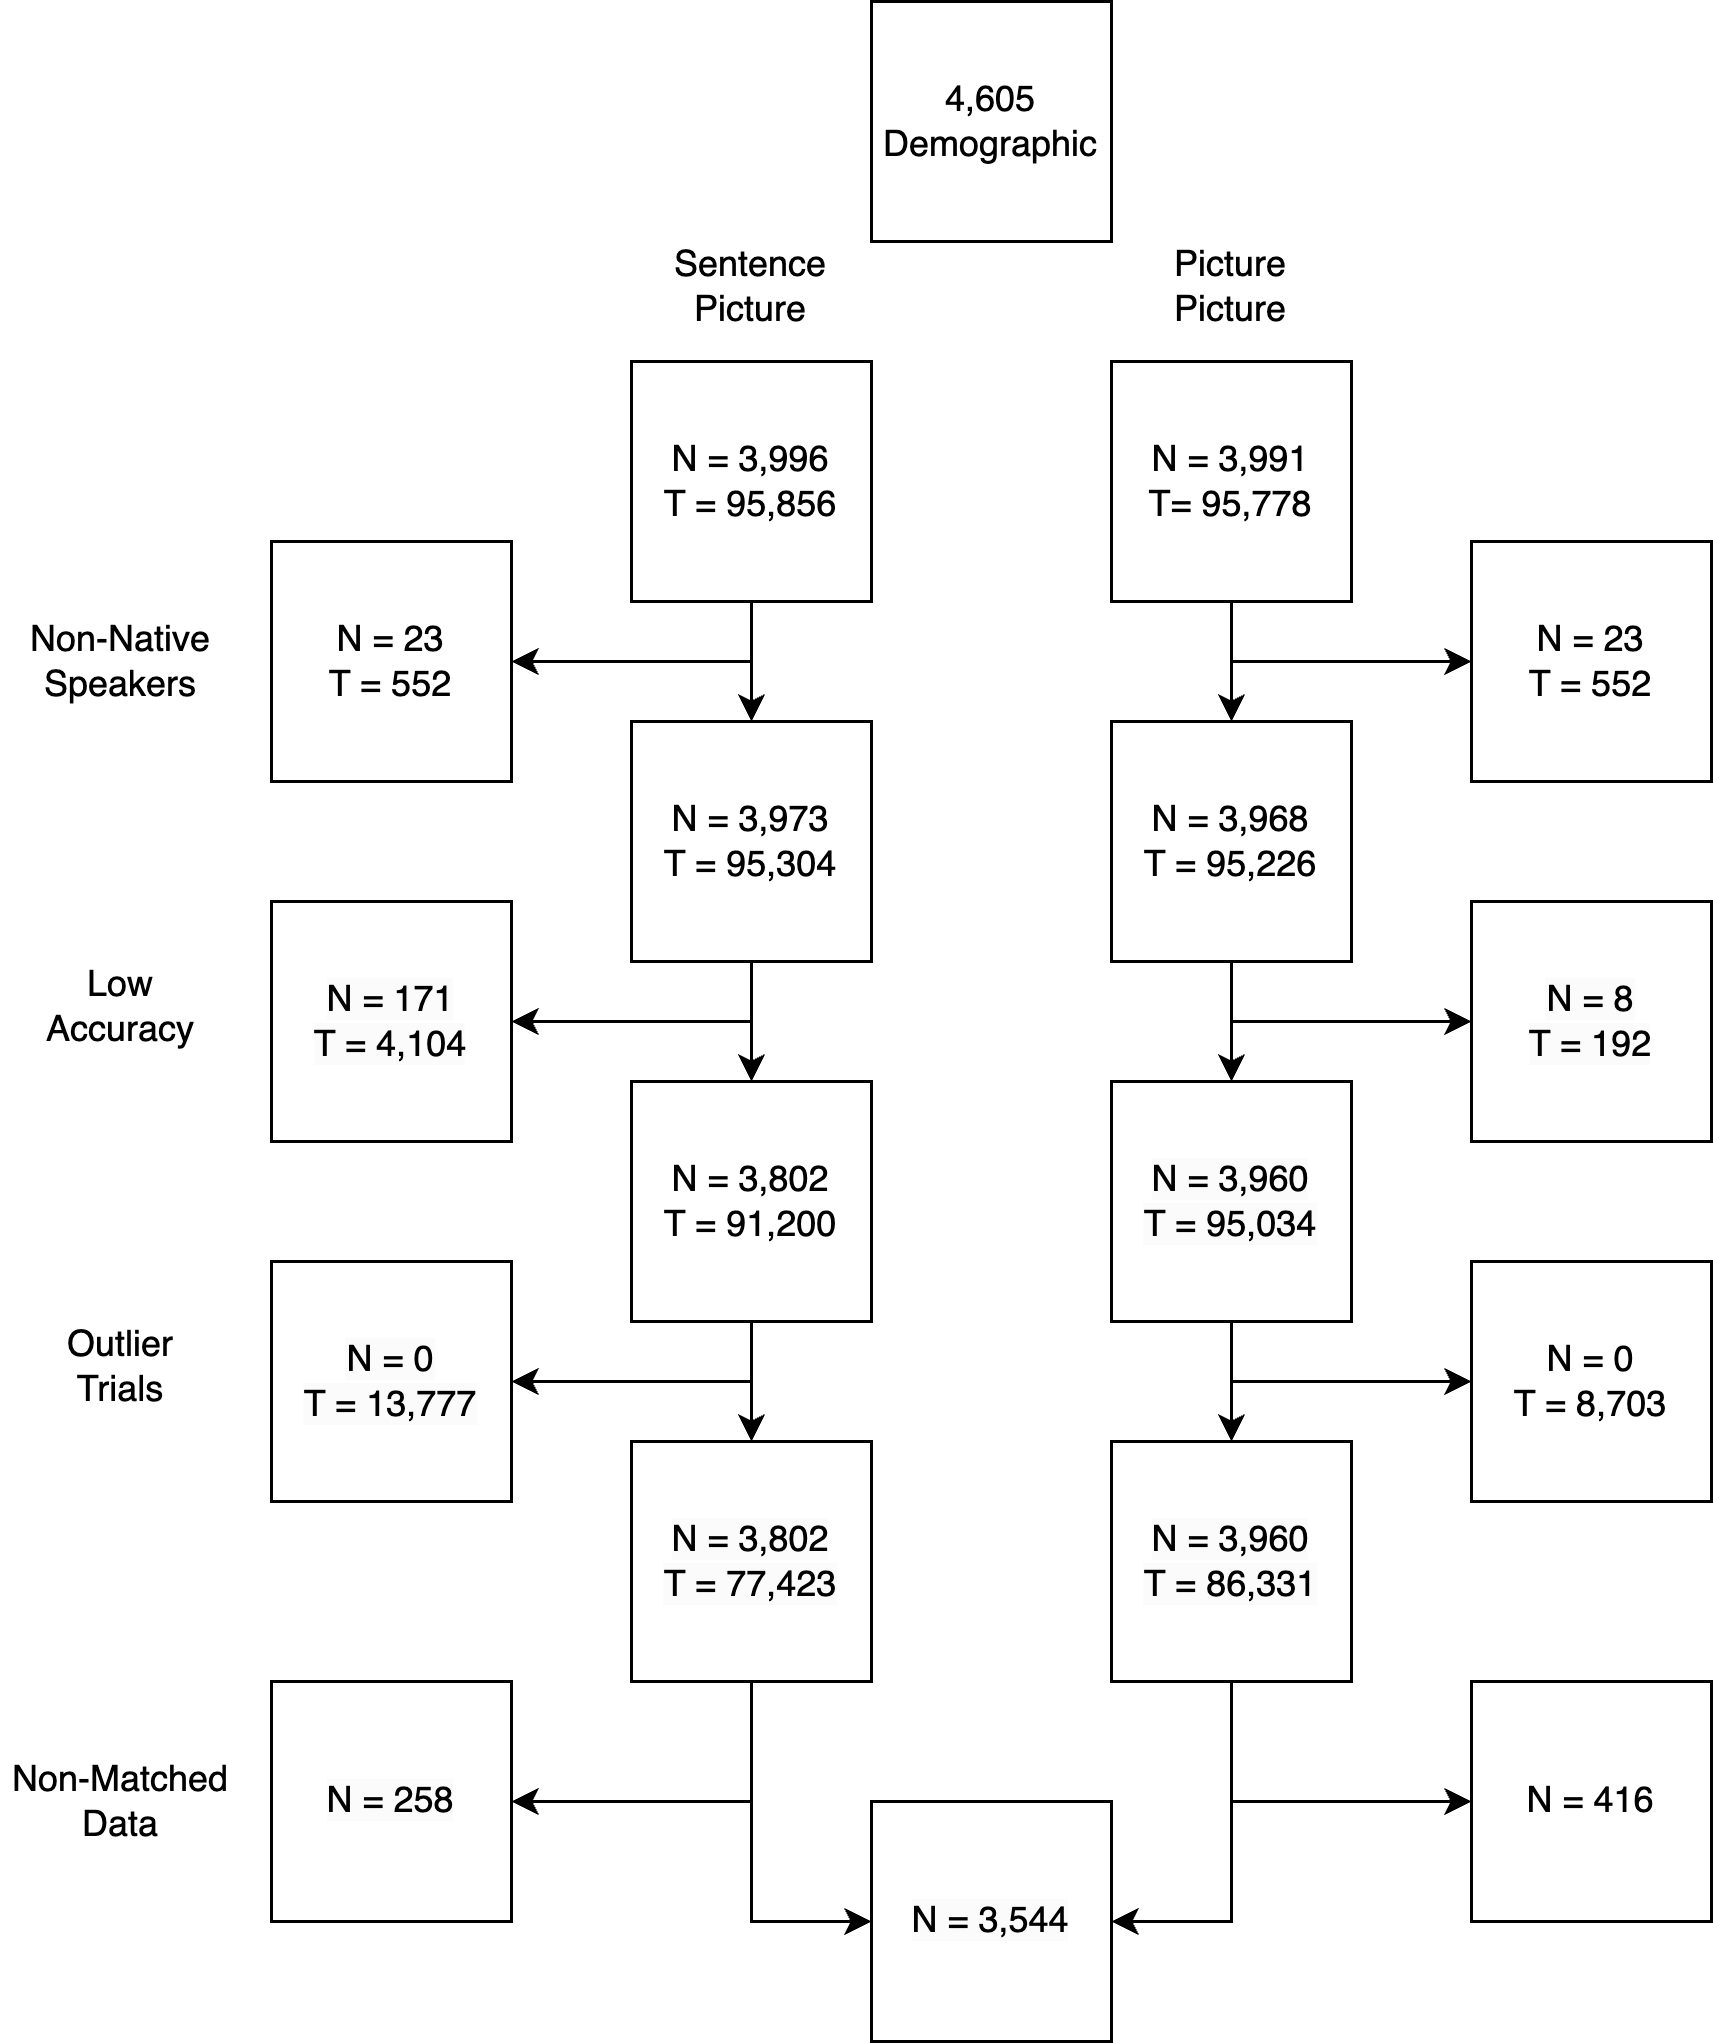 4,605
Demographic
Sentence
Picture
Picture
Picture
N = 3,996
T = 95,856
N = 3,991
T= 95,778
Non-Native
Speakers
N = 23
T = 552
N = 23
T = 552
N = 3,973
T = 95,304
N = 3,968
T = 95,226
Low
Accuracy
N = 171
T = 4,104
N = 8
T = 192
N = 3,802
T = 91,200
N = 3,960
T = 95,034
Outlier
Trials
N = 0
T = 13,777
N = 0
T = 8,703
N = 3,802
T = 77,423
N = 3,960
T = 86,331
Non-Matched
Data
N = 258
N = 416
N = 3,544